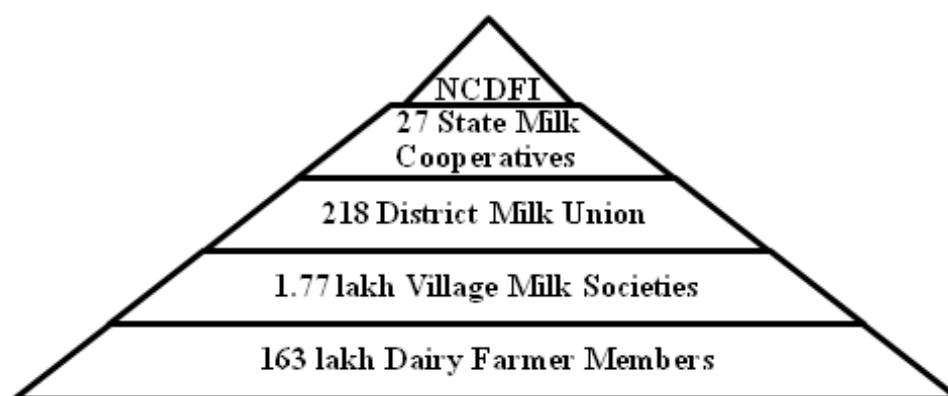 NCDFI
27 State Milk
Cooperatives
218 District Milk Union
1.77 lakh Village Milk Societies
163 lakh Dairy Farmer Members